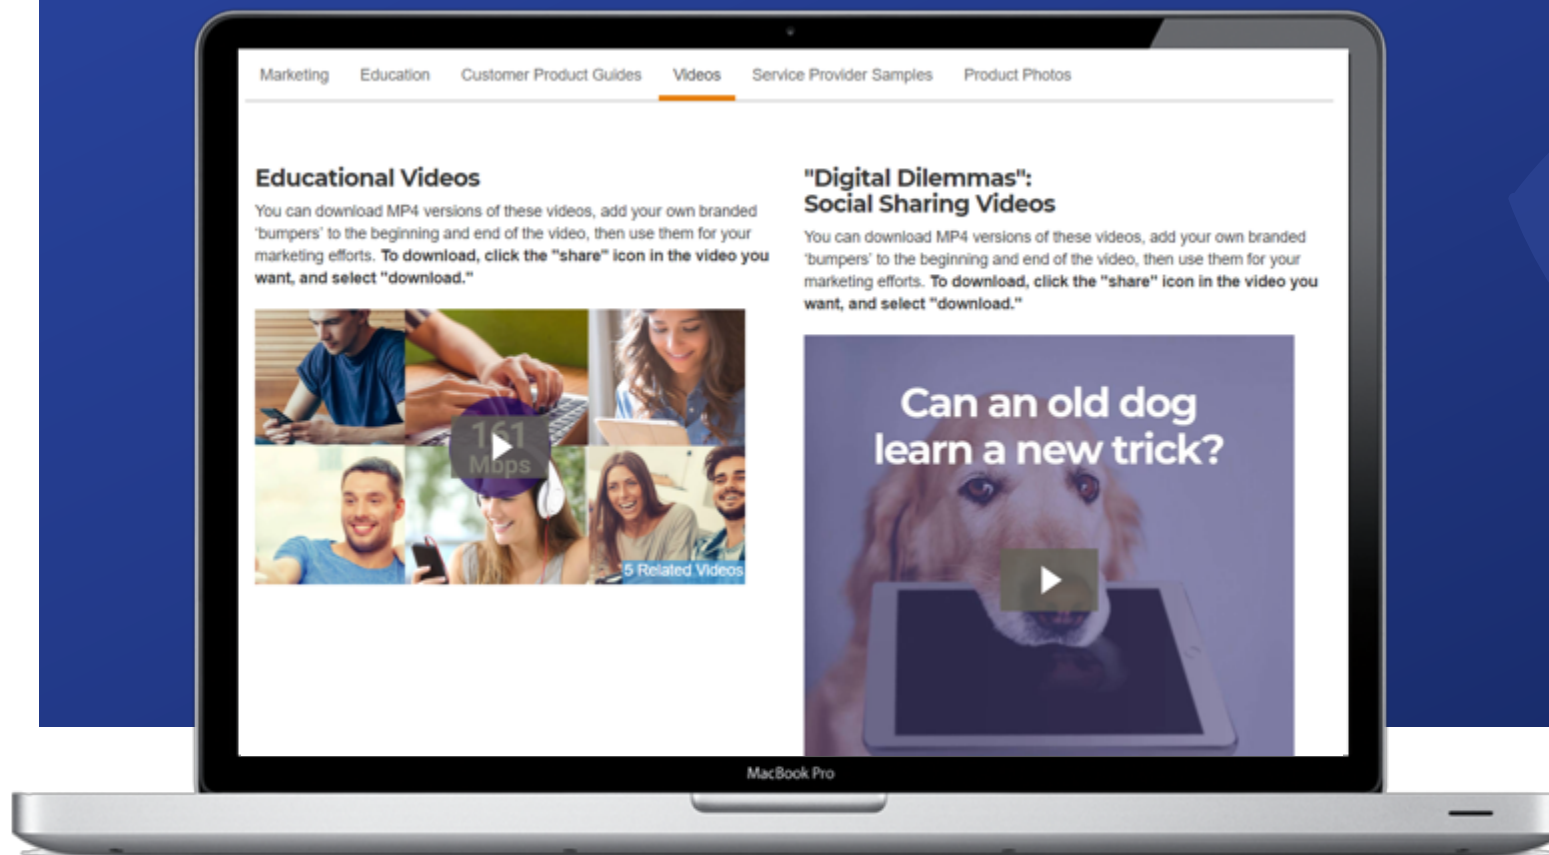 Marketing Education Customer Product Guides Videos Service Provider Samples Product Photos
Educational Videos
You can download MP4 versions of these videos, add your own branded
'bumpers' to the beginning and end of the video, then use them for your
marketing efforts. To download, click the "share" icon in the video you
want, and select "download."
161
Mbps
5 Related Videos
"Digital Dilemmas":
Social Sharing Videos
You can download MP4 versions of these videos, add your own branded
'bumpers' to the beginning and end of the video, then use them for your
marketing efforts. To download, click the "share" icon in the video you
want, and select "download."
Can an old dog
learn a new trick?
MacBook Pro